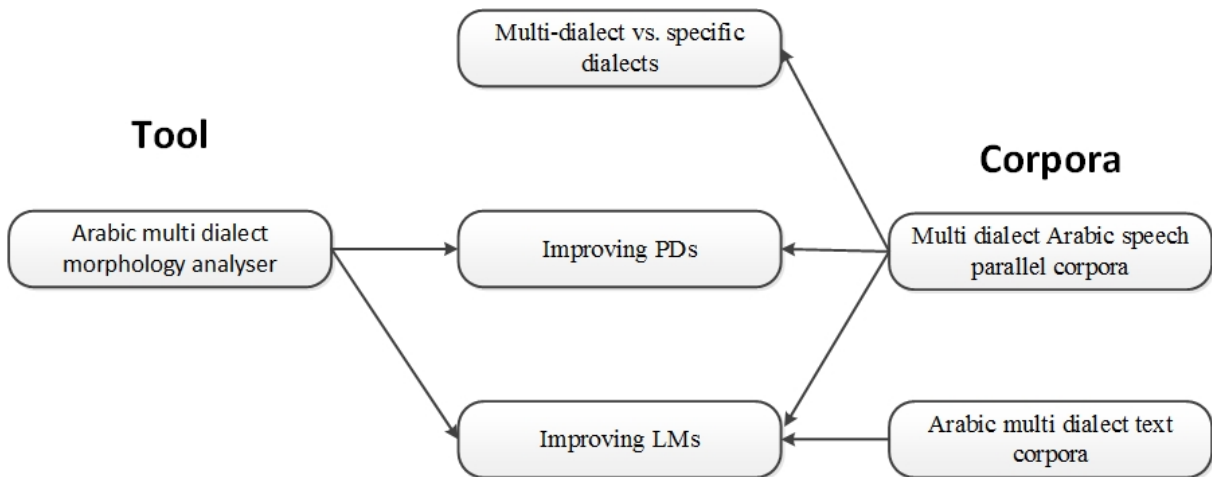 Multi-dialect vs. specific
dialects
Tool
Corpora
Arabic multi dialect
morphology analyser
Improving PDs
Multi dialect Arabic speech
parallel corpora
Improving LMs
Arabic multi dialect text
corpora